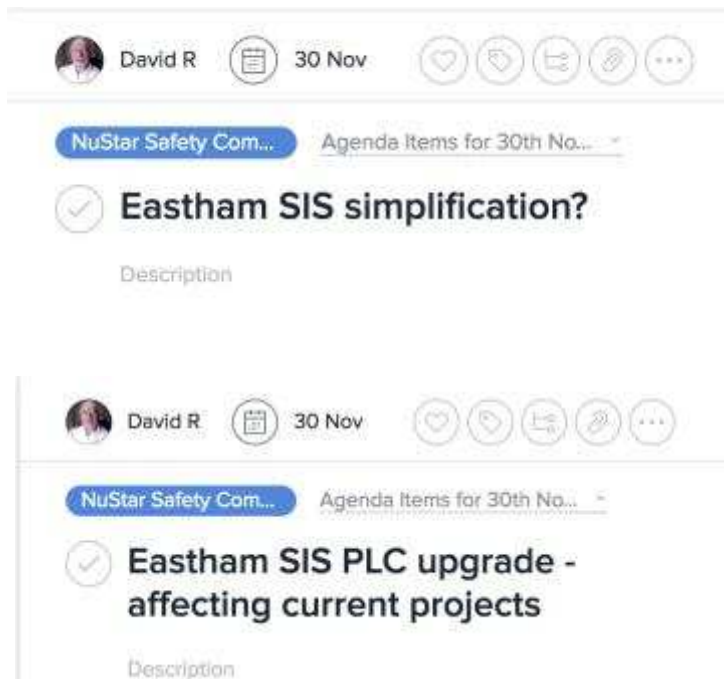 David R 30 Nov
NuStar Safety Com... Agenda Items for 30th No...
Eastham SIS simplification?
Description
David R 30 Nov
NuStar Safety Com... Agenda Items for 30th No...
Eastham SIS PLC upgrade -
affecting current projects
Description